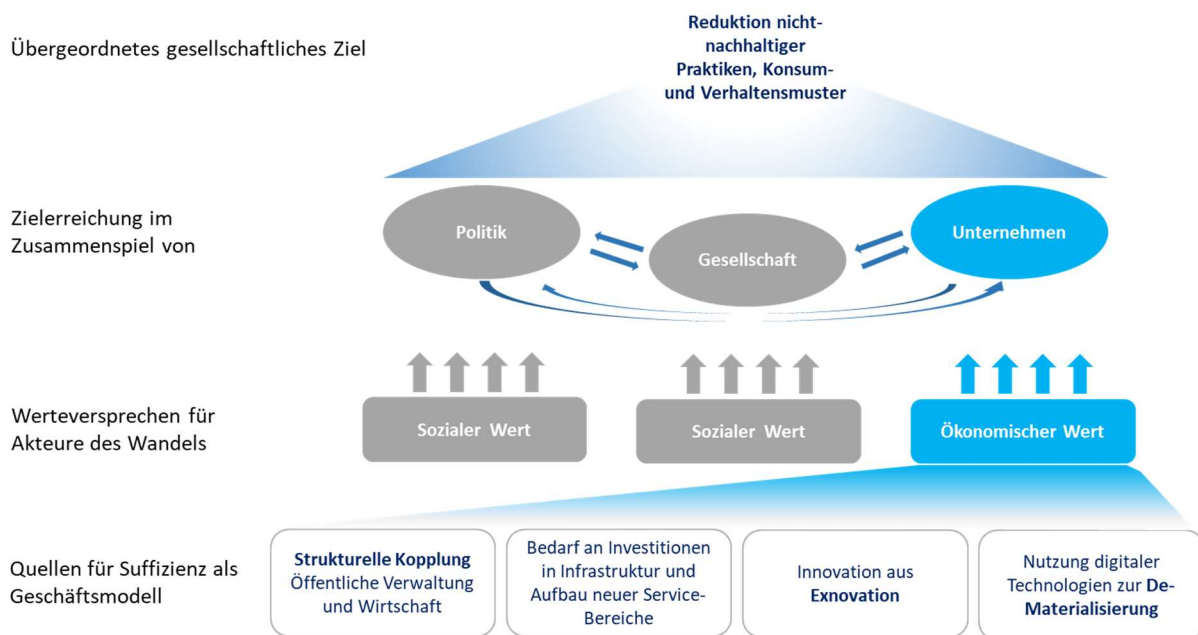 Übergeordnetes gesellschaftliches Ziel
Reduktion nicht-
nachhaltiger
Praktiken, Konsum-
und Verhaltensmuster
Zielerreichung im
Zusammenspiel von
Politik
Gesellschaft
Unternehmen
Werteversprechen für
Akteure des Wandels
Sozialer Wert
Sozialer Wert
Ökonomischer Wert
Quellen für Suffizienz als
Geschäftsmodell
Strukturelle Kopplung
Öffentliche Verwaltung
und Wirtschaft
Bedarf an Investitionen
in Infrastruktur und
Aufbau neuer Service-
Bereiche
Innovation aus
Exnovation
Nutzung digitaler
Technologien zur De-
Materialisierung